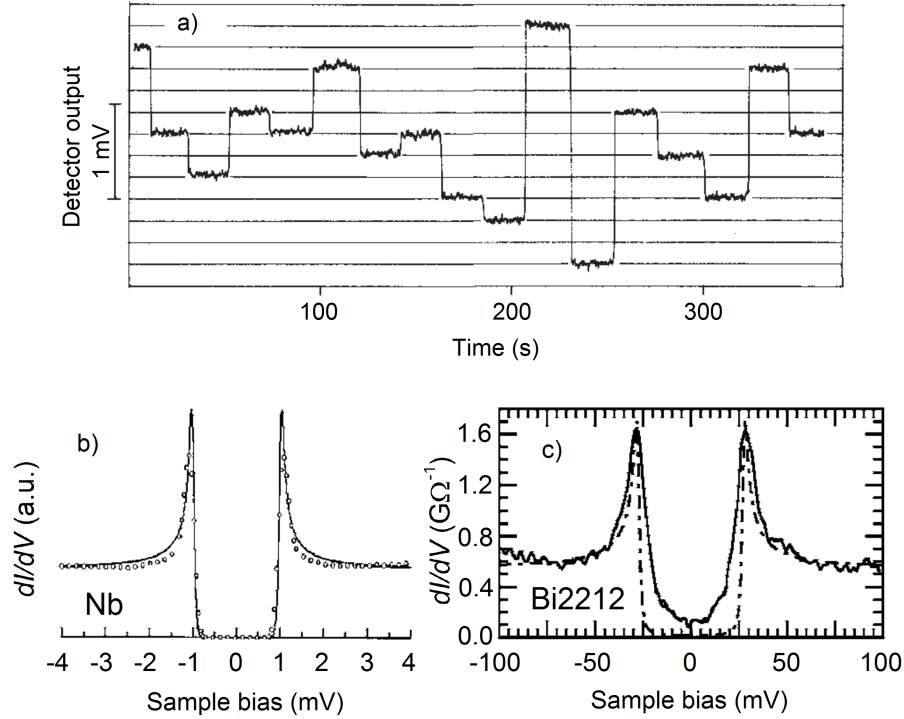 a)
Detector output
1 mV
100
200
300
Time (s)
b)
dI/dV (a.u.)
Nb
-4
-3
-2
-1
0
1
2
3
4
Sample bias (mV)
c)
dI/dV (GΩ⁻¹)
1.6
1.2
0.8
0.4
0.0
Bi2212
-100
-50
0
50
100
Sample bias (mV)